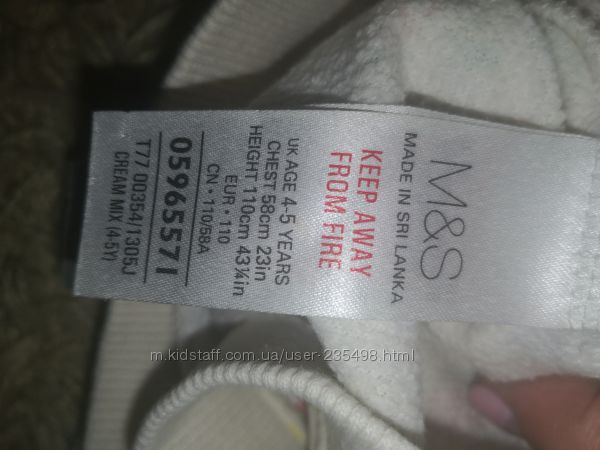 M&S
MADE IN SRI LANKA
KEEP AWAY
FROM FIRE
UK AGE 4-5 YEARS
CHEST 58cm 23in
HEIGHT 110cm 43¼in
EUR • 110
CN • 110/58A
05965571
T77 00354/1305J
CREAM MIX (4-5Y)
m.kidstaff.com.ua/user-235498.html